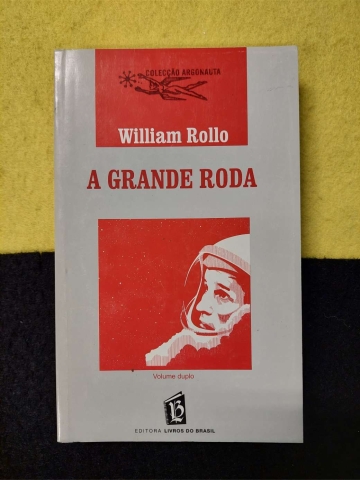 COLECÇÃO ARGONAUTA
William Rollo
A GRANDE RODA
Volume duplo
B
EDITORA LIVROS DO BRASIL